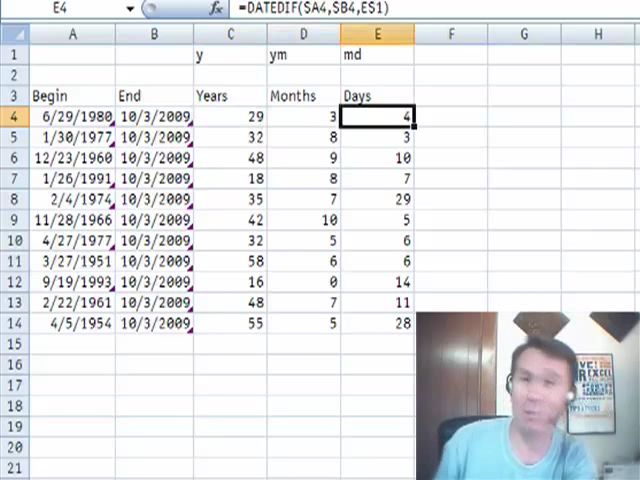 E4 fx =DATEDIF($A4,$B4,E$1)
A B C D E F G H
1 y ym md
2
3 Begin End Years Months Days
4 6/29/1980 10/3/2009 29 3 4
5 1/30/1977 10/3/2009 32 8 3
6 12/23/1960 10/3/2009 48 9 10
7 1/26/1991 10/3/2009 18 8 7
8 2/4/1974 10/3/2009 35 7 29
9 11/28/1966 10/3/2009 42 10 5
10 4/27/1977 10/3/2009 32 5 6
11 3/27/1951 10/3/2009 58 6 6
12 9/19/1993 10/3/2009 16 0 14
13 2/22/1961 10/3/2009 48 7 11
14 4/5/1954 10/3/2009 55 5 28
15
16
17
18
19
20
21